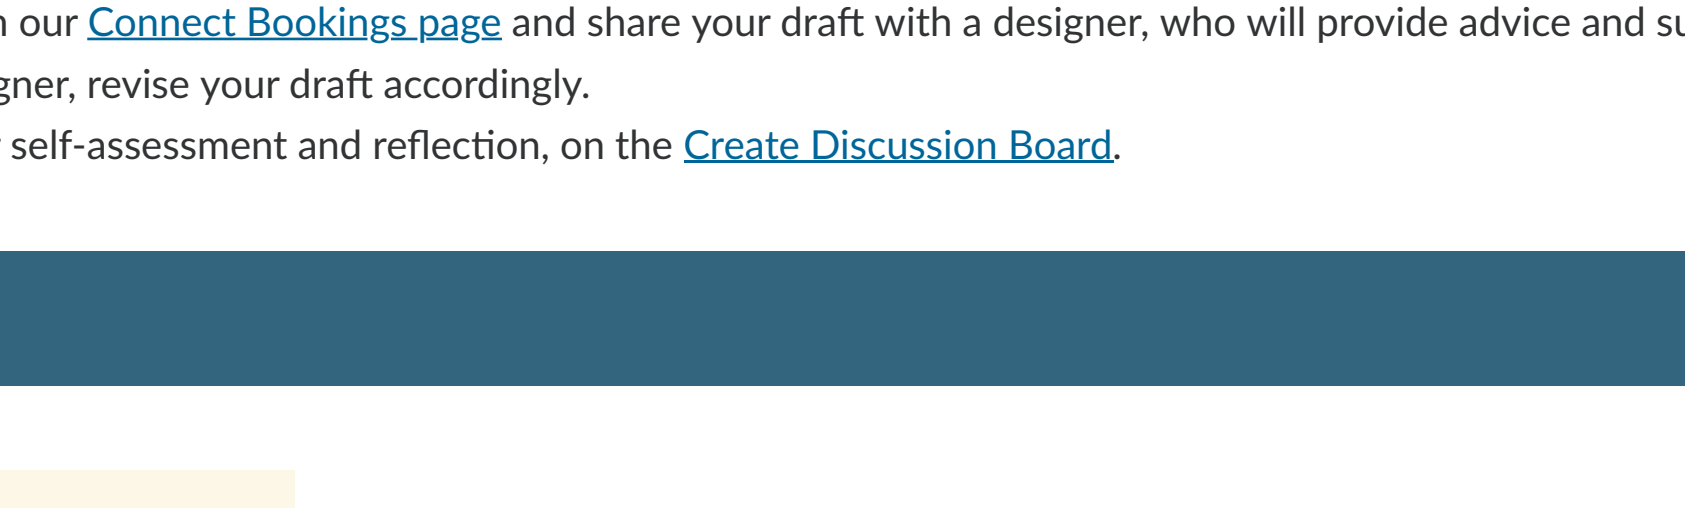 our Connect Bookings page and share your draft with a designer, who will provide advice and
revise your draft accordingly.
self-assessment and reflection, on the Create Discussion Board.